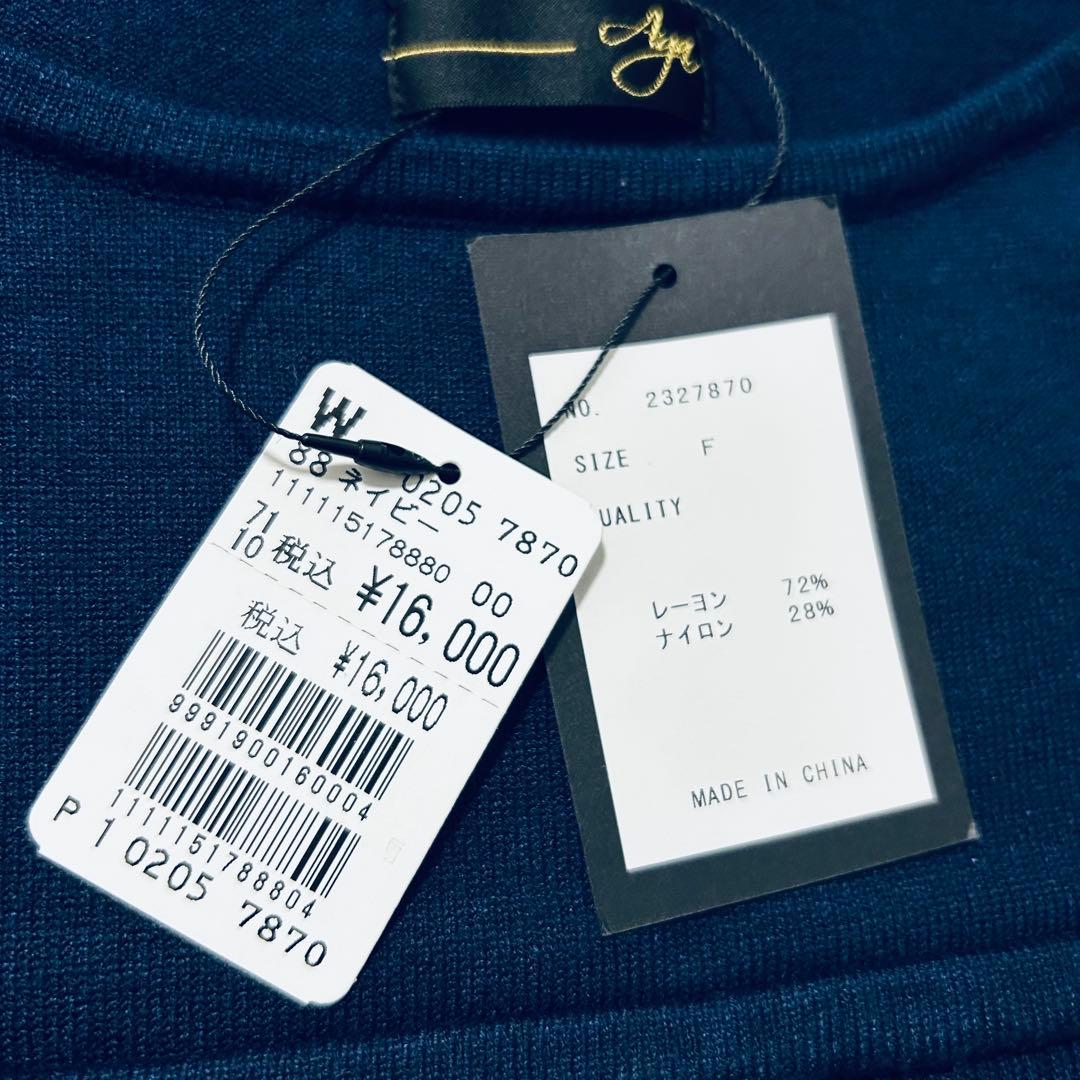 W
0205 7870
88 ネイビー
111115178880 00
71
10 税込 ¥16,000
税込 ¥16,000
9991900160004
1111151788804
P 1 0205 7870
NO. 2327870
SIZE F
UALITY
レーヨン 72%
ナイロン 28%
MADE IN CHINA